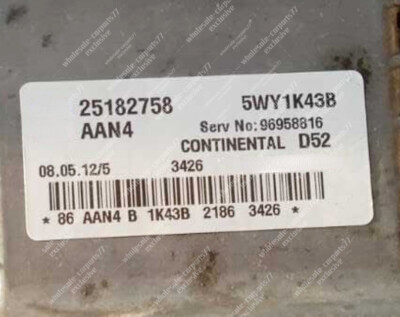 25182758 5WY1K43B
AAN4 Serv No: 96958816
CONTINENTAL D52
08.05.12/5 3426
* 86 AAN4 B 1K43B 2186 3426 *